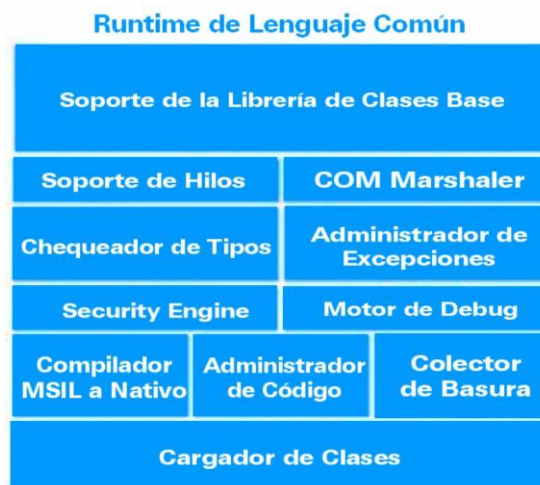 Runtime de Lenguaje Común
Soporte de la Librería de Clases Base
Soporte de Hilos
COM Marshaler
Chequeador de Tipos
Administrador de
Excepciones
Security Engine
Motor de Debug
Compilador
MSIL a Nativo
Administrador
de Código
Colector
de Basura
Cargador de Clases